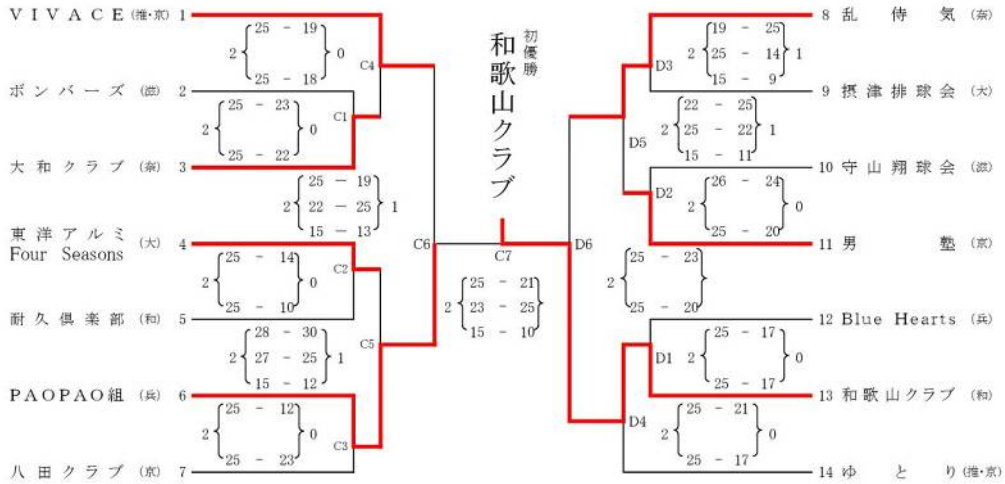 VIVACE (推・京) 1
25 - 19
2 0
25 - 18
C4
ボンバーズ (滋) 2
25 - 23
2 0
25 - 22
C1
大和クラブ (奈) 3
25 - 19
2 22 - 25 1
15 - 13
東洋アルミ
Four Seasons (大) 4
C6
25 - 14
2 0
25 - 10
C2
耐久倶楽部 (和) 5
28 - 30
2 27 - 25 1
15 - 12
C5
PAOPAO組 (兵) 6
25 - 12
2 0
25 - 23
C3
八田クラブ (京) 7
初優勝
和歌山クラブ
C7
25 - 21
2 23 - 25
15 - 10
8 乱侍気 (奈)
19 - 25
2 25 - 14 1
15 - 9
D3
9 摂津排球会 (大)
22 - 25
2 25 - 22 1
15 - 11
D5
10 守山翔球会 (滋)
D2
26 - 24
2 0
25 - 20
11 男塾 (京)
D6
25 - 23
2
25 - 20
12 Blue Hearts (兵)
D1
25 - 17
2 0
25 - 17
13 和歌山クラブ (和)
D4
25 - 21
2 0
25 - 17
14 ゆとり (推・京)